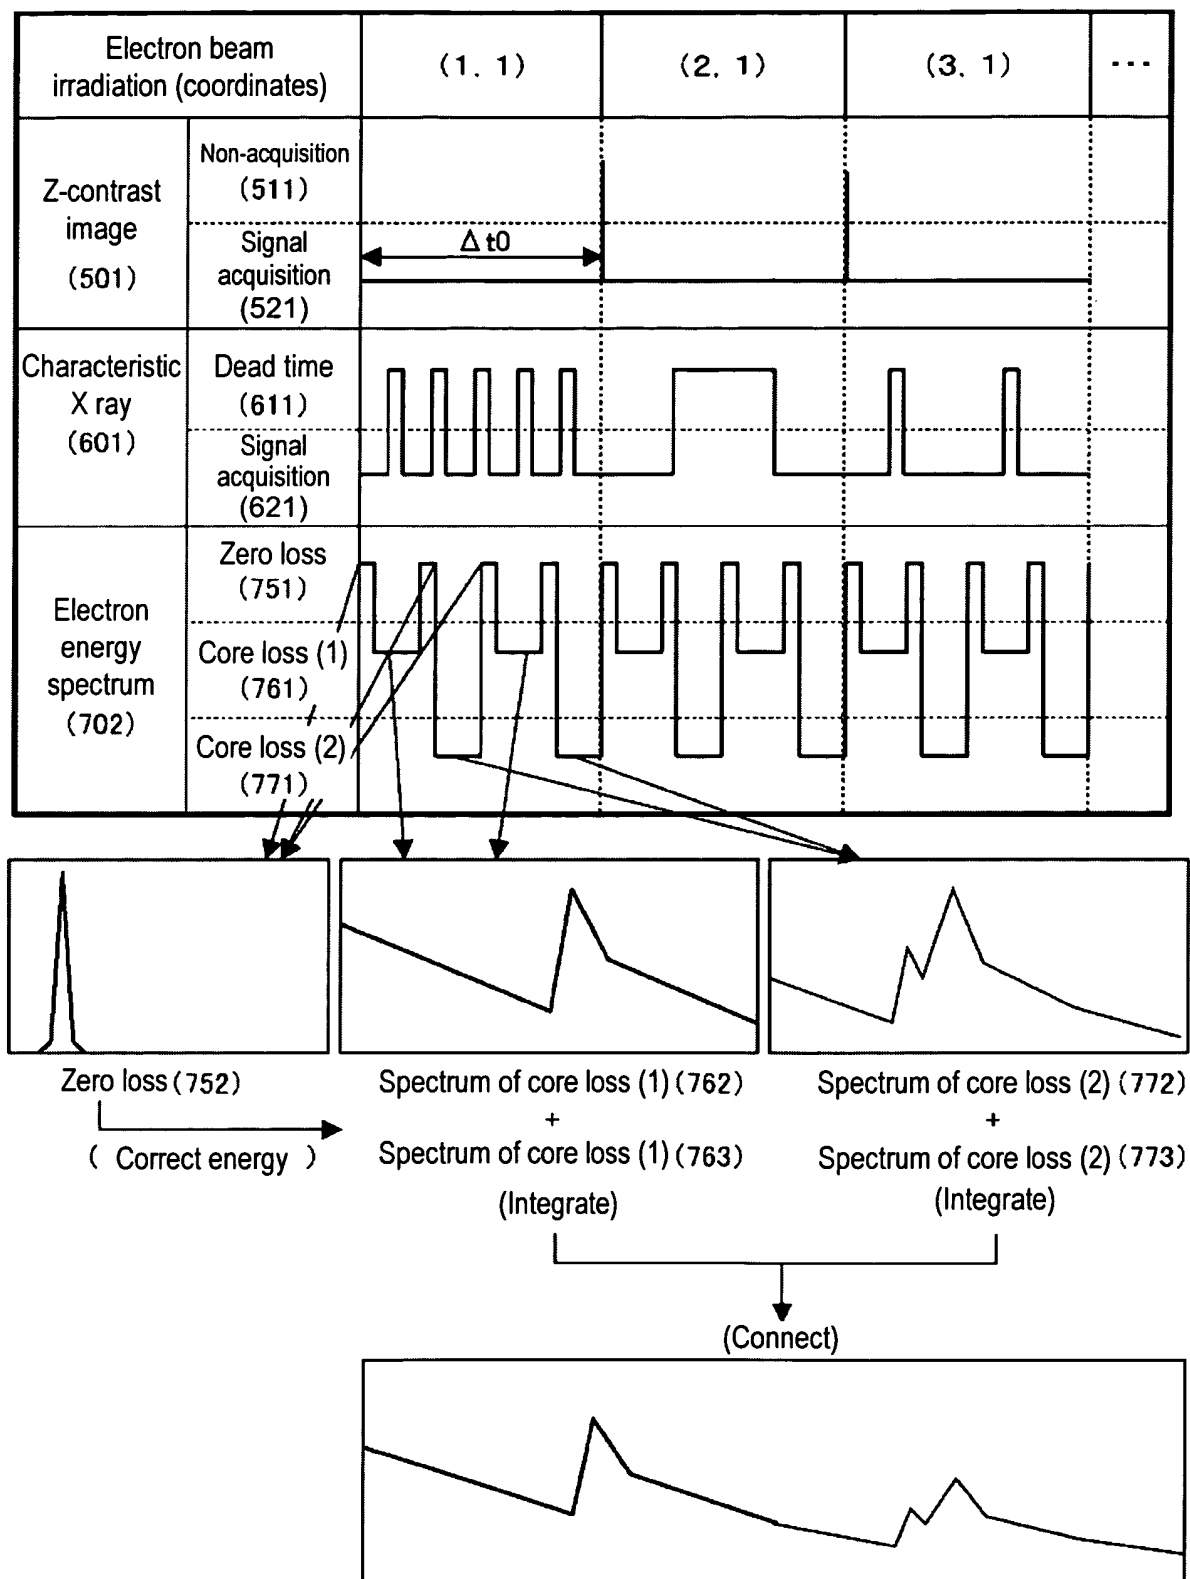 Electron beam
irradiation (coordinates)
(1, 1)
(2, 1)
(3, 1)
---
Z-contrast
image
(501)
Non-acquisition
(511)
Signal
acquisition
(521)
Δt0
Characteristic
X ray
(601)
Dead time
(611)
Signal
acquisition
(621)
Electron
energy
spectrum
(702)
Zero loss
(751)
Core loss (1)
(761)
Core loss (2)
(771)
Zero loss (752)
( Correct energy )
Spectrum of core loss (1) (762)
+
Spectrum of core loss (1) (763)
(Integrate)
Spectrum of core loss (2) (772)
+
Spectrum of core loss (2) (773)
(Integrate)
(Connect)